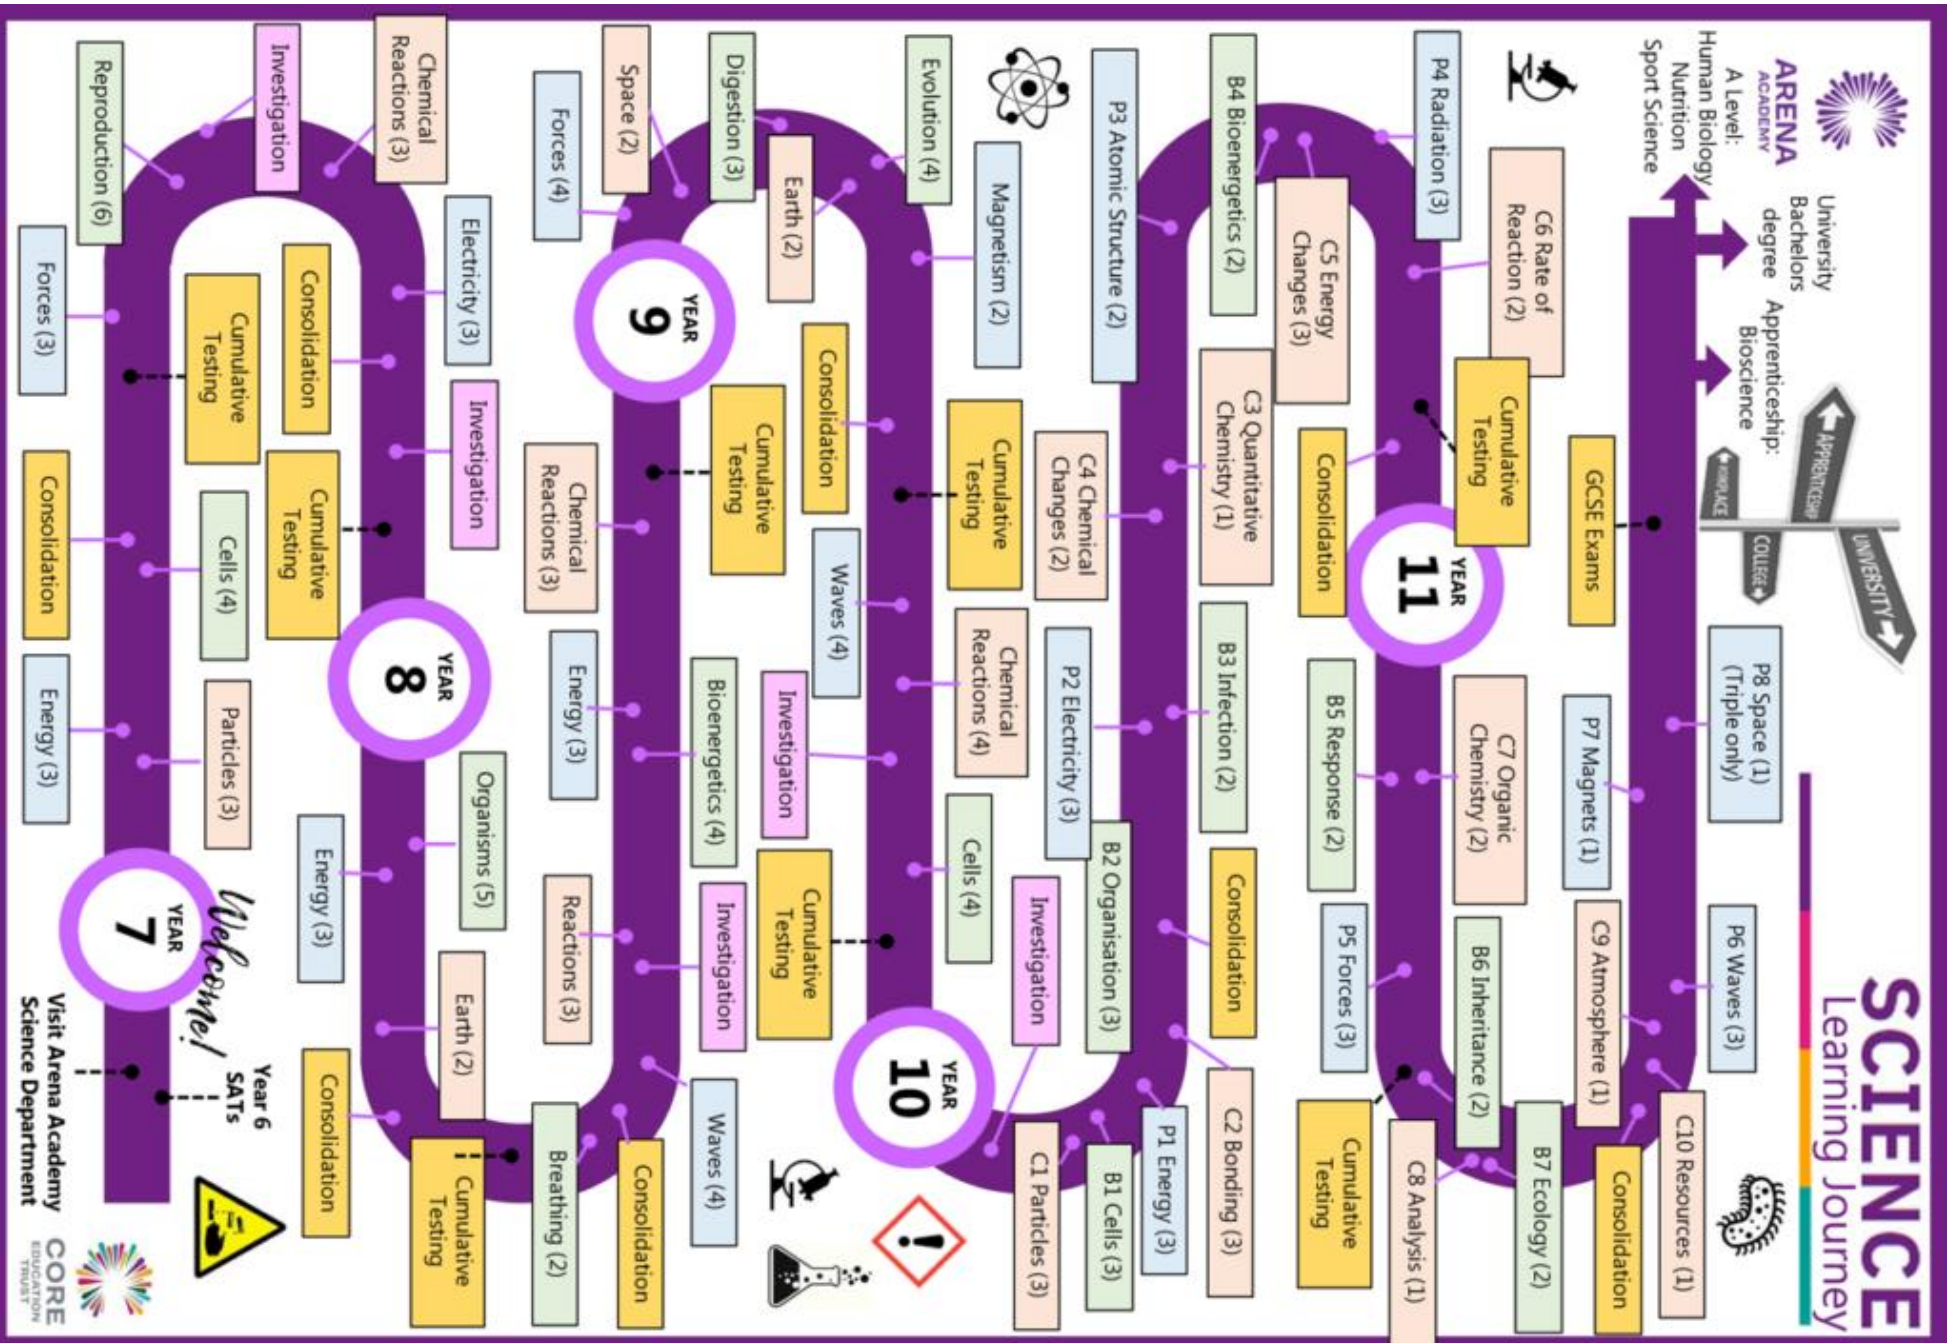 ARENA
ACADEMY
SCIENCE
Learning Journey
University
Bachelors
degree
A Level:
Human Biology
Nutrition
Sport Science
Apprenticeship:
Bioscience
APPRENTICESHIP
UNIVERSITY
WORKPLACE
COLLEGE
P8 Space (1)
(Triple only)
P6 Waves (3)
C10 Resources (1)
GCSE Exams
P7 Magnets (1)
C9 Atmosphere (1)
Consolidation
C6 Rate of
Reaction (2)
Cumulative
Testing
C7 Organic
Chemistry (2)
B6 Inheritance (2)
B7 Ecology (2)
P4 Radiation (3)
YEAR
11
C8 Analysis (1)
C5 Energy
Changes (3)
Consolidation
B5 Response (2)
P5 Forces (3)
Cumulative
Testing
B4 Bioenergetics (2)
C3 Quantitative
Chemistry (1)
B3 Infection (2)
Consolidation
C2 Bonding (3)
P3 Atomic Structure (2)
C4 Chemical
Changes (2)
P2 Electricity (3)
B2 Organisation (3)
P1 Energy (3)
B1 Cells (3)
Investigation
C1 Particles (3)
Magnetism (2)
Cumulative
Testing
Chemical
Reactions (4)
Cells (4)
YEAR
10
Evolution (4)
Consolidation
Waves (4)
Investigation
Cumulative
Testing
Earth (2)
Digestion (3)
Cumulative
Testing
Bioenergetics (4)
Investigation
Waves (4)
YEAR
9
Space (2)
Consolidation
Forces (4)
Chemical
Reactions (3)
Energy (3)
Reactions (3)
Breathing (2)
Electricity (3)
Investigation
Organisms (5)
Earth (2)
Cumulative
Testing
Chemical
Reactions (3)
YEAR
8
Consolidation
Cumulative
Testing
Energy (3)
Consolidation
Investigation
Cumulative
Testing
Cells (4)
Particles (3)
Welcome!
Year 6
SATs
Reproduction (6)
YEAR
7
Forces (3)
Consolidation
Energy (3)
Visit Arena Academy
Science Department
CORE
EDUCATION
TRUST